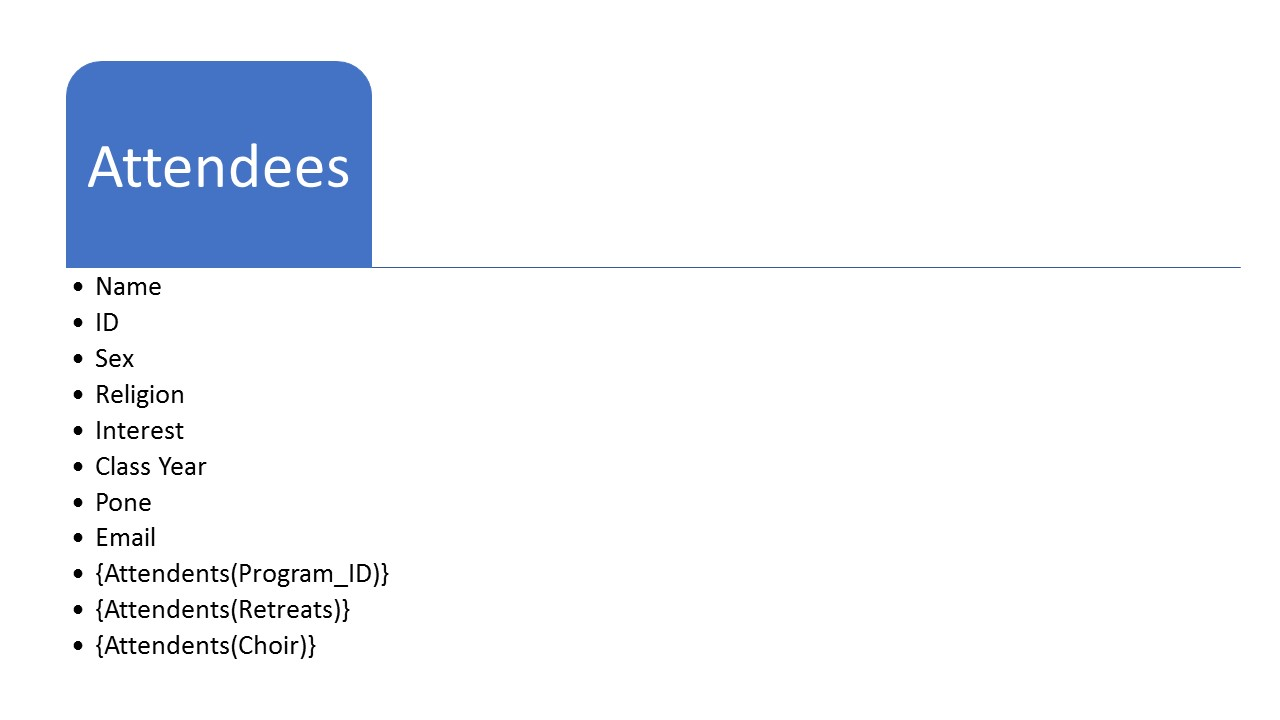 Attendees
• Name
• ID
• Sex
• Religion
• Interest
• Class Year
• Pone
• Email
• {Attendents(Program_ID)}
• {Attendents(Retreats)}
• {Attendents(Choir)}